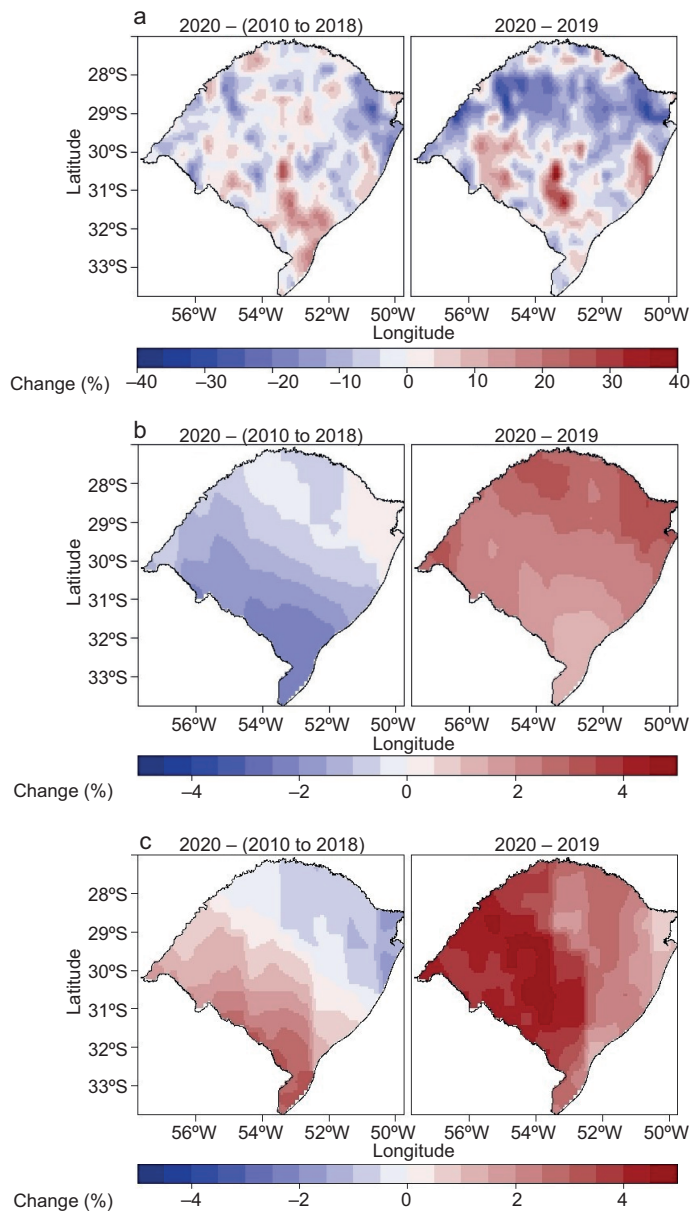 a
2020 – (2010 to 2018) 2020 – 2019
28ºS
29ºS
30ºS
31ºS
32ºS
33ºS
Latitude
56ºW 54ºW 52ºW 50ºW 56ºW 54ºW 52ºW 50ºW
Longitude
Change (%) –40 –30 –20 –10 0 10 20 30 40
b
2020 – (2010 to 2018) 2020 – 2019
28ºS
29ºS
30ºS
31ºS
32ºS
33ºS
Latitude
56ºW 54ºW 52ºW 50ºW 56ºW 54ºW 52ºW 50ºW
Longitude
Change (%) –4 –2 0 2 4
c
2020 – (2010 to 2018) 2020 – 2019
28ºS
29ºS
30ºS
31ºS
32ºS
33ºS
Latitude
56ºW 54ºW 52ºW 50ºW 56ºW 54ºW 52ºW 50ºW
Longitude
Change (%) –4 –2 0 2 4